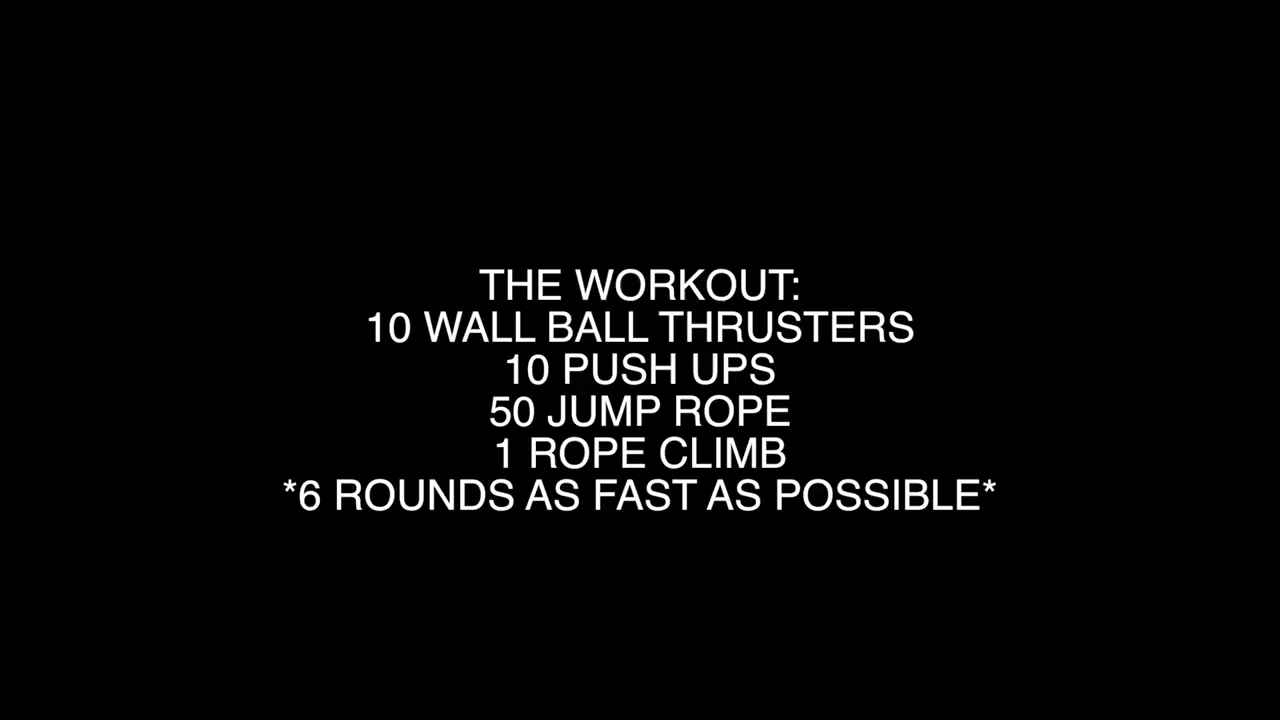 THE WORKOUT:
10 WALL BALL THRUSTERS
10 PUSH UPS
50 JUMP ROPE
1 ROPE CLIMB
*6 ROUNDS AS FAST AS POSSIBLE*